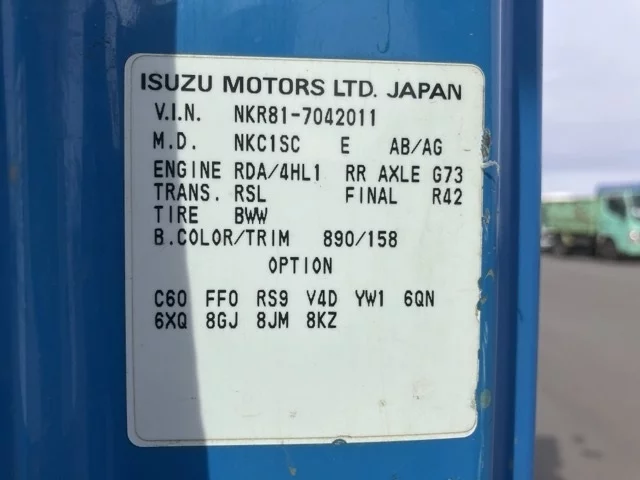 ISUZU MOTORS LTD. JAPAN
V.I.N. NKR81-7042011
M.D. NKC1SC E AB/AG
ENGINE RDA/4HL1 RR AXLE G73
TRANS. RSL FINAL R42
TIRE BWW
B.COLOR/TRIM 890/158
OPTION
C60 FF0 RS9 V4D YW1 6QN
6XQ 8GJ 8JM 8KZ